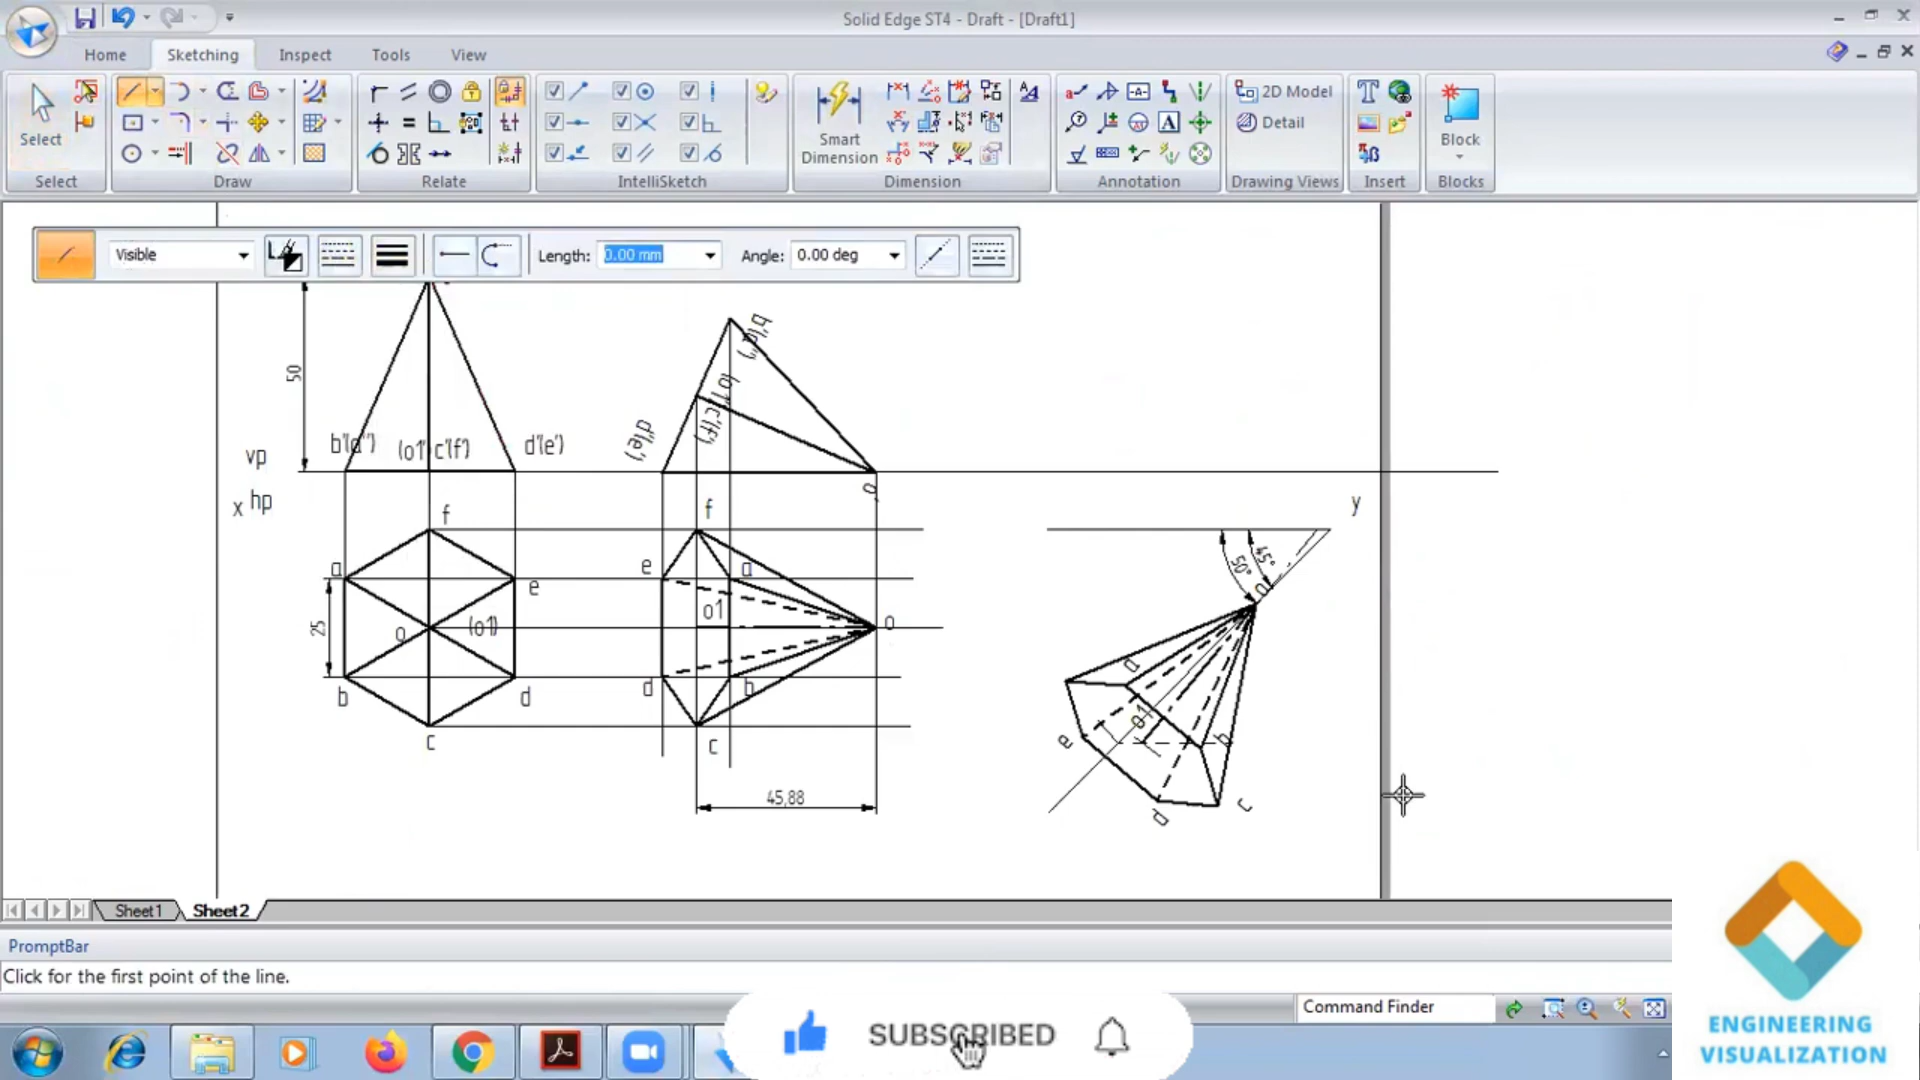 Solid Edge ST4 - Draft - [Draft1]
Home Sketching Inspect Tools View
Select
Smart Dimension
2D Model
Detail
Block
Select Draw Relate IntelliSketch Dimension Annotation Drawing Views Insert Blocks
Visible Length: 0.00 mm Angle: 0.00 deg
50
b'(a') (o1' c'(f') d'(e')
b'(a')
(o1' c'(f')
d'(e')
o'
vp
x hp
y
f
a
e
o (o1)
25
b
d
c
f
e a
o1
o
d b
c
45,88
50° 45°
o
a
o1
e
b
d
c
Sheet1 Sheet2
PromptBar
Click for the first point of the line.
Command Finder
SUBSCRIBED
ENGINEERING
VISUALIZATION